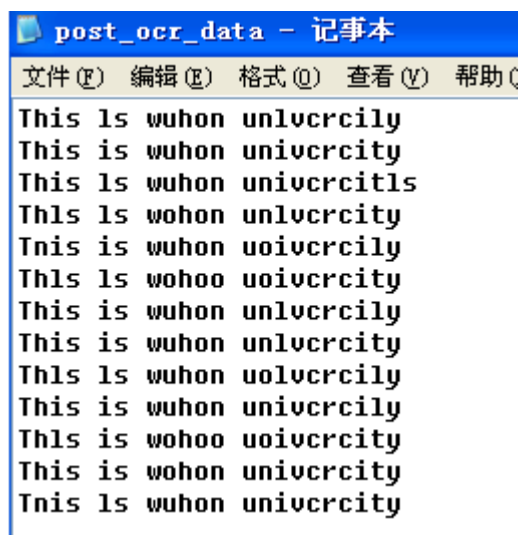 post_ocr_data - 记事本
文件(F) 编辑(E) 格式(O) 查看(V) 帮助(
This ls wuhon unlvcrcily
This is wuhon univcrcity
This ls wuhon univcrcitls
Thls ls wohon unlvcrcity
Tnis is wuhon uoivcrcily
Thls ls wohoo uoivcrcity
This is wuhon unlvcrcily
This is wuhon unlvcrcity
Thls ls wuhon uolvcrcily
This is wuhon univcrcily
Thls is wohoo uoivcrcity
This is wohon univcrcity
Tnis ls wuhon univcrcity